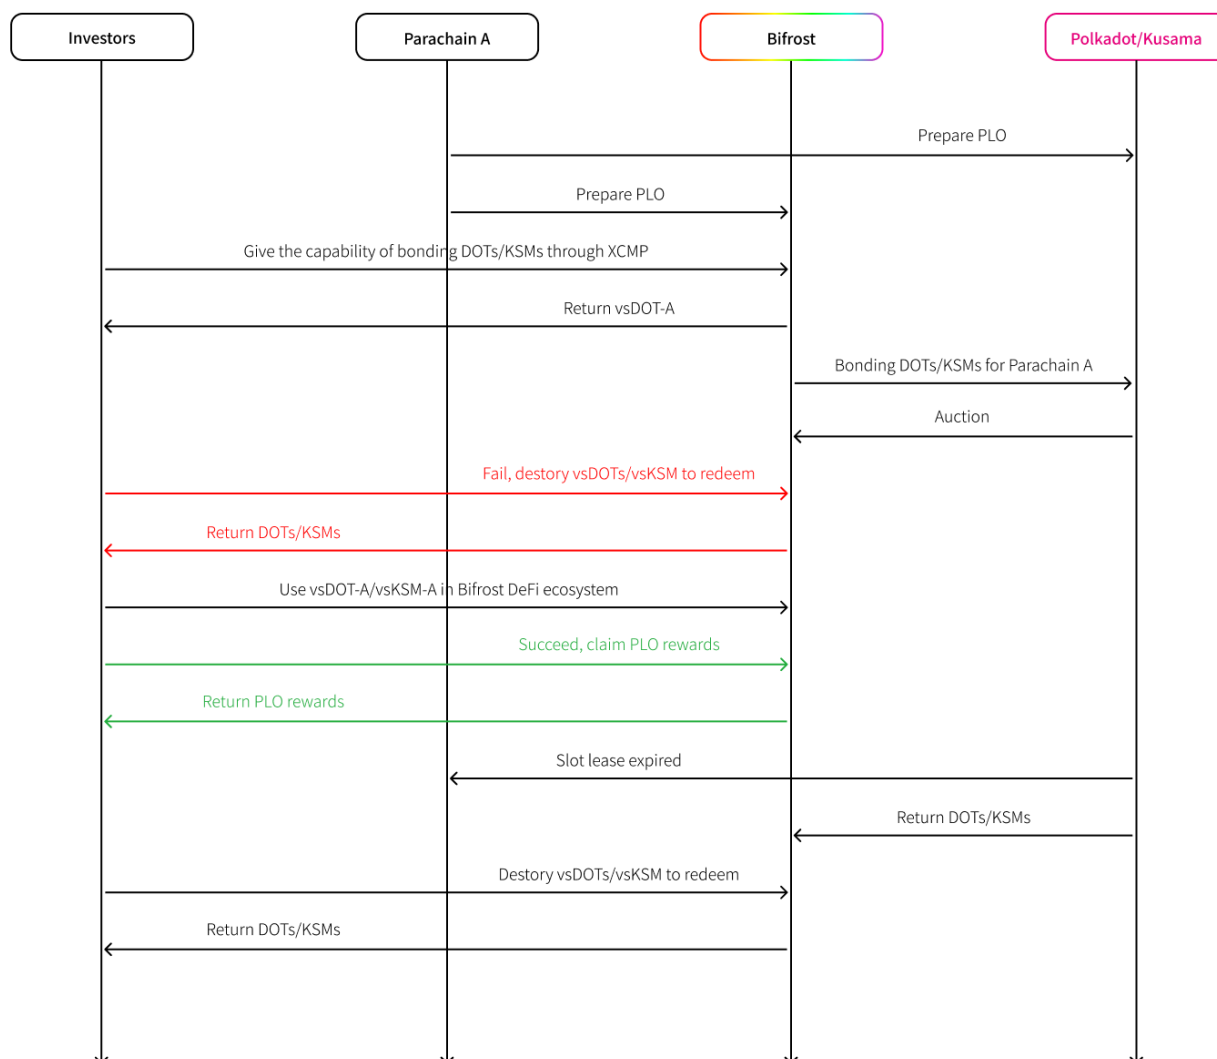 Investors
Parachain A
Bifrost
Polkadot/Kusama
Prepare PLO
Prepare PLO
Give the capability of bonding DOTs/KSMs through XCMP
Return vsDOT-A
Bonding DOTs/KSMs for Parachain A
Auction
Fail, destory vsDOTs/vsKSM to redeem
Return DOTs/KSMs
Use vsDOT-A/vsKSM-A in Bifrost DeFi ecosystem
Succeed, claim PLO rewards
Return PLO rewards
Slot lease expired
Return DOTs/KSMs
Destory vsDOTs/vsKSM to redeem
Return DOTs/KSMs